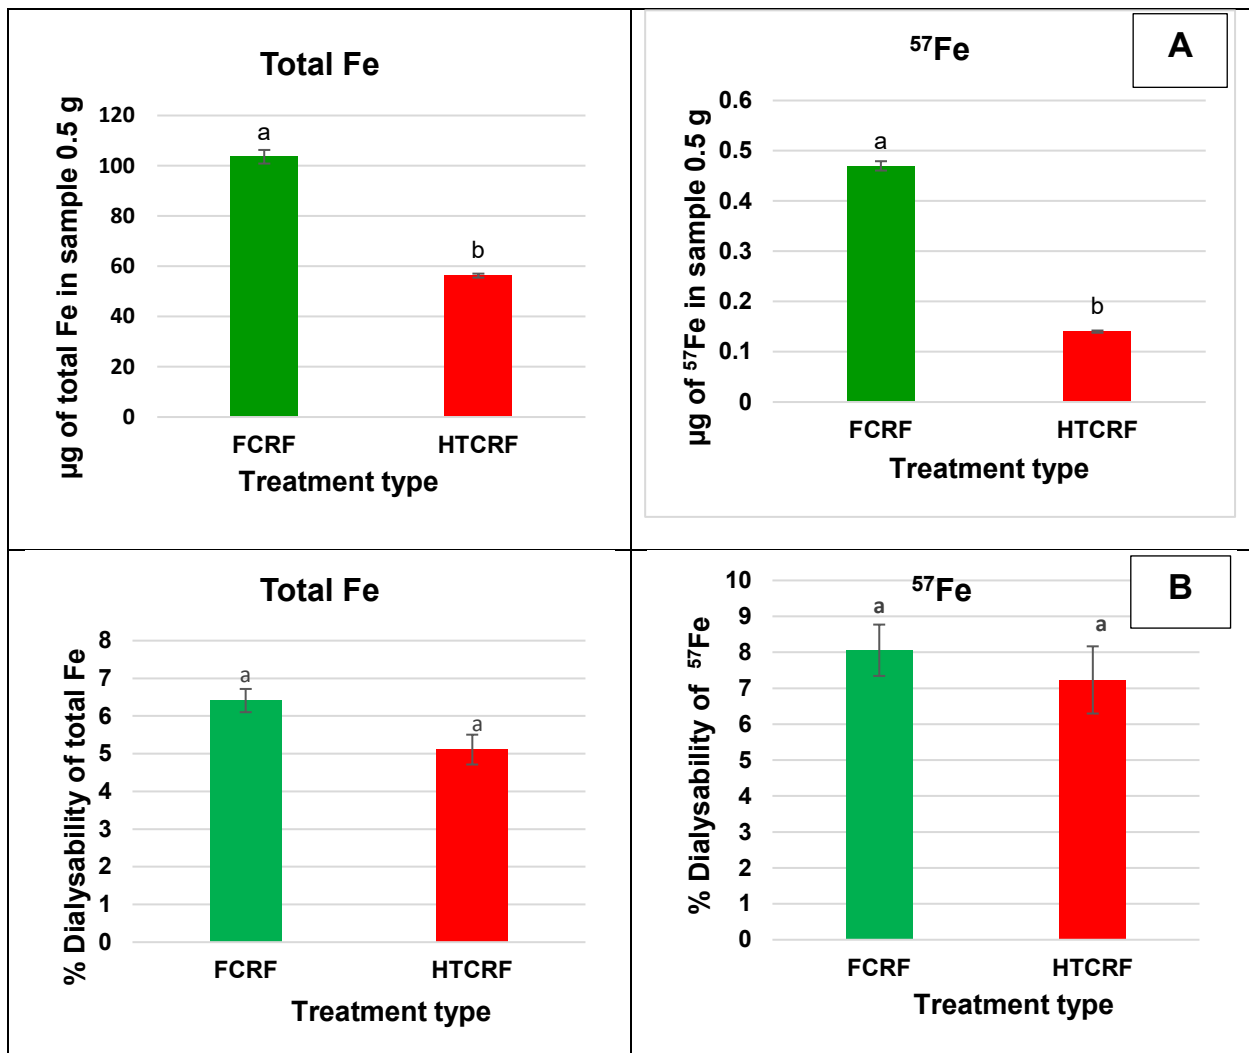 Total Fe
µg of total Fe in sample 0.5 g
120
100
80
60
40
20
0
a
b
FCRF
HTCRF
Treatment type
⁵⁷Fe
A
µg of ⁵⁷Fe in sample 0.5 g
0.6
0.5
0.4
0.3
0.2
0.1
0
a
b
FCRF
HTCRF
Treatment type
Total Fe
% Dialysability of total Fe
8
7
6
5
4
3
2
1
0
a
a
FCRF
HTCRF
Treatment type
⁵⁷Fe
B
% Dialysability of ⁵⁷Fe
10
9
8
7
6
5
4
3
2
1
0
a
a
FCRF
HTCRF
Treatment type